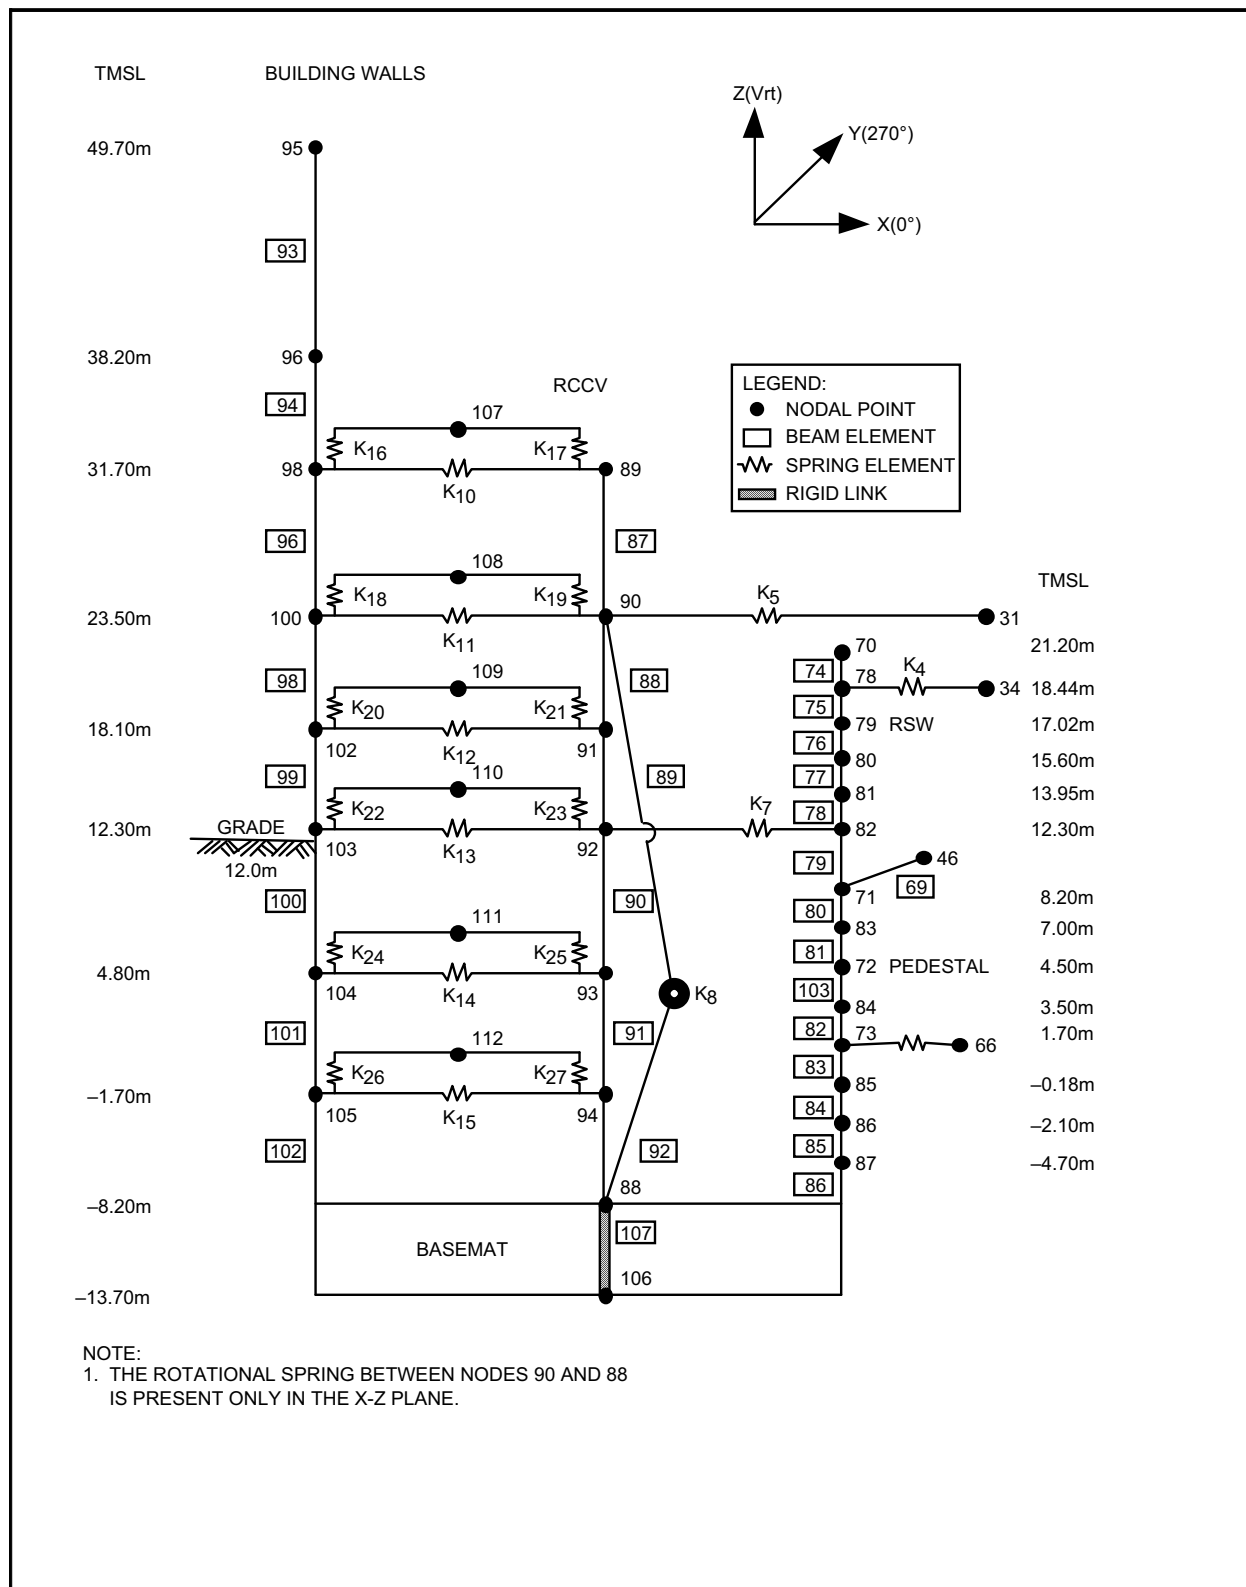 TMSL BUILDING WALLS
Z(Vrt)
Y(270°)
X(0°)
49.70m 95
93
38.20m 96
94
RCCV
LEGEND:
NODAL POINT
BEAM ELEMENT
SPRING ELEMENT
RIGID LINK
107
K16 K17
31.70m 98 K10 89
96 87
108
K18 K19 90 K5
TMSL
23.50m 100 K11 31
70 21.20m
98 109 88 74 78 K4 34 18.44m
K20 K21 75
79 RSW 17.02m
18.10m 102 K12 91 76
80 15.60m
99 110 89 77
K22 K23 K7 81 13.95m
78
GRADE
12.30m 103 K13 92 82 12.30m
12.0m
79 46
69
100 90 71 8.20m
80
111 83 7.00m
K24 K25 81
4.80m 104 K14 93 72 PEDESTAL 4.50m
103
K8 84 3.50m
101 112 91 82 73 66 1.70m
K26 K27 83
85 –0.18m
–1.70m 105 K15 94 84
86 –2.10m
102 92 85
87 –4.70m
88 86
–8.20m
107
BASEMAT
106
–13.70m
NOTE:
1. THE ROTATIONAL SPRING BETWEEN NODES 90 AND 88
IS PRESENT ONLY IN THE X-Z PLANE.